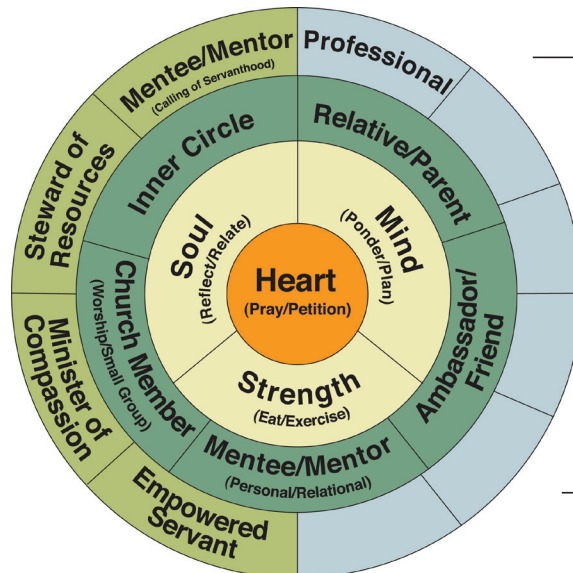 Mentee/Mentor
(Calling of Servanthood)
Professional
Steward of
Resources
Inner Circle
Relative/Parent
Soul
(Reflect/Relate)
Mind
(Ponder/Plan)
Heart
(Pray/Petition)
Church Member
(Worship/Small Group)
Ambassador/
Friend
Minister of
Compassion
Strength
(Eat/Exercise)
Mentee/Mentor
(Personal/Relational)
Empowered
Servant